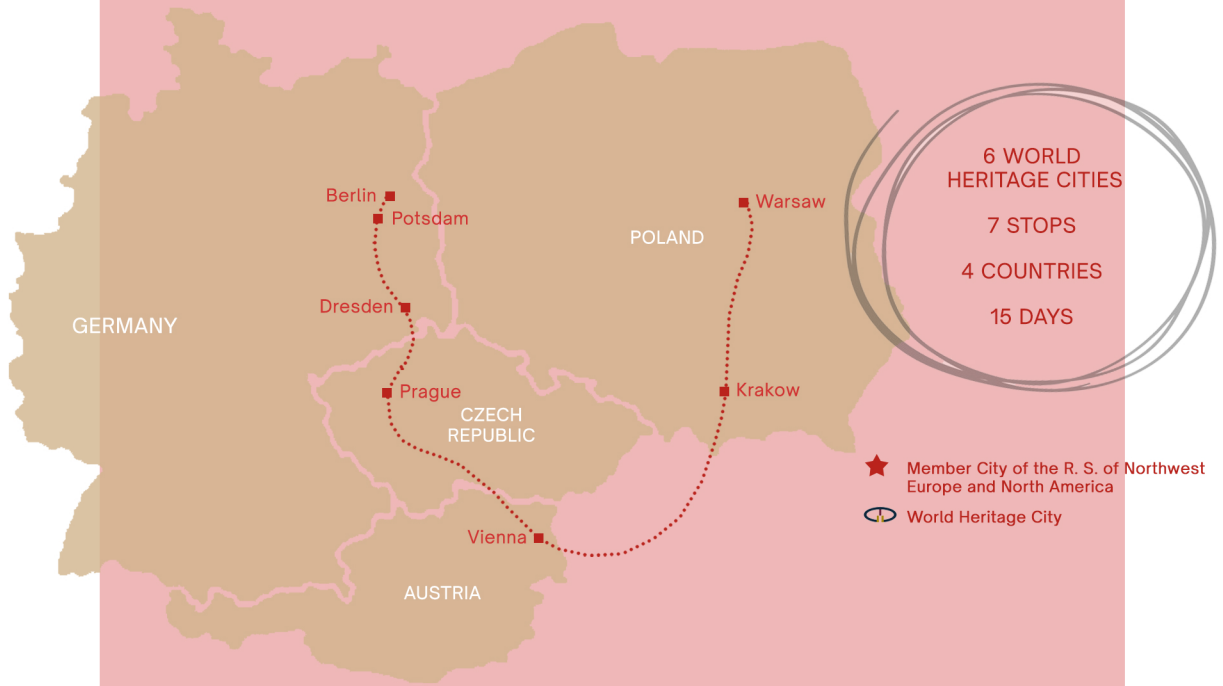 Berlin
Potsdam
Warsaw
POLAND
Dresden
GERMANY
Prague
CZECH
REPUBLIC
Krakow
Vienna
AUSTRIA
6 WORLD
HERITAGE CITIES
7 STOPS
4 COUNTRIES
15 DAYS
Member City of the R. S. of Northwest
Europe and North America
World Heritage City